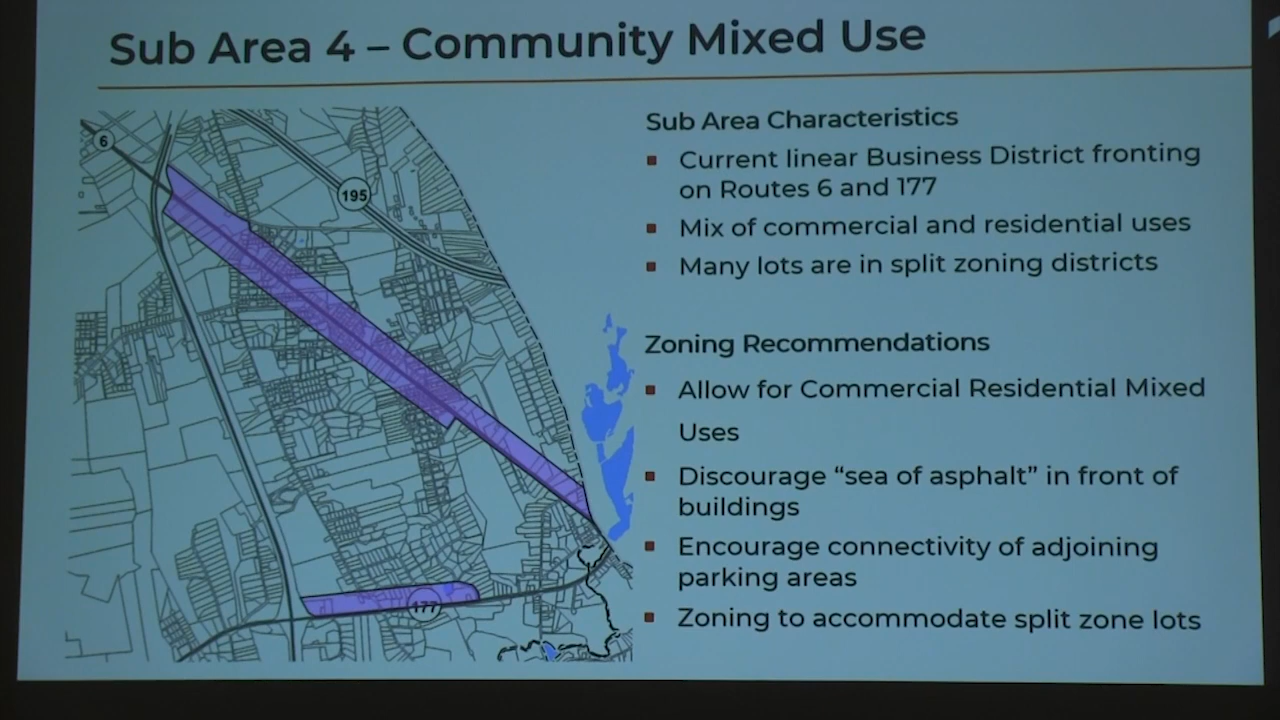 Sub Area 4 – Community Mixed Use
6
195
177
Sub Area Characteristics
Current linear Business District fronting
on Routes 6 and 177
Mix of commercial and residential uses
Many lots are in split zoning districts
Zoning Recommendations
Allow for Commercial Residential Mixed
Uses
Discourage “sea of asphalt” in front of
buildings
Encourage connectivity of adjoining
parking areas
Zoning to accommodate split zone lots